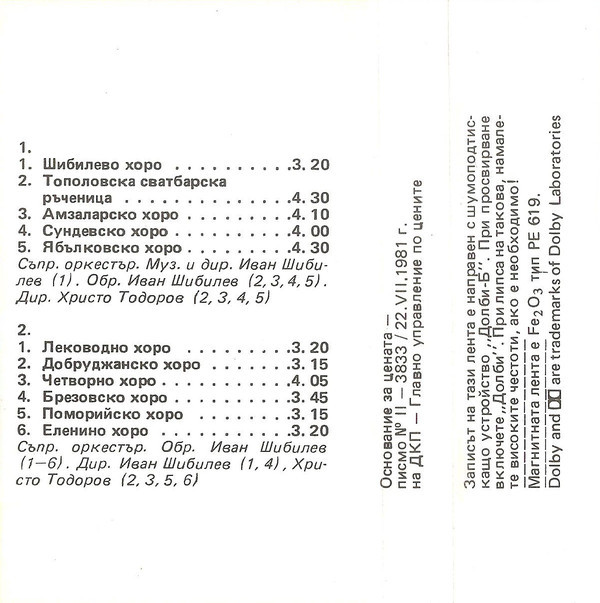 1.
1. Шибилево хоро . . . . . . . . . .3. 20
2. Тополовска сватбарска
ръченица . . . . . . . . . . . . . .4. 30
3. Амзаларско хоро . . . . . . . .4. 10
4. Сундевско хоро . . . . . . . . .4. 00
5. Ябълковско хоро . . . . . . . .4. 30
Съпр. оркестър. Муз. и дир. Иван Шиби-
лев (1). Обр. Иван Шибилев (2, 3, 4, 5).
Дир. Христо Тодоров (2, 3, 4, 5)
2.
1. Леководно хоро . . . . . . . . .3. 20
2. Добруджанско хоро . . . . . . .3. 15
3. Четворно хоро . . . . . . . . . .4. 05
4. Брезовско хоро . . . . . . . . .3. 45
5. Поморийско хоро . . . . . . . .3. 15
6. Еленино хоро . . . . . . . . . .3. 20
Съпр. оркестър. Обр. Иван Шибилев
(1—6). Дир. Иван Шибилев (1, 4), Хри-
сто Тодоров (2, 3, 5, 6)
Основание за цената —
писмо № II — 3833 / 22.VII.1981 г.
на ДКП — Главно управление по цените
Записът на тази лента е направен с шумоподтис-
кащо устройство „Долби-Б“. При просвирване
включете „Долби“. При липса на такова, намале-
те високите честоти, ако е необходимо!
Магнитната лента е Fe2O3 тип PE 619.
Dolby and are trademarks of Dolby Laboratories